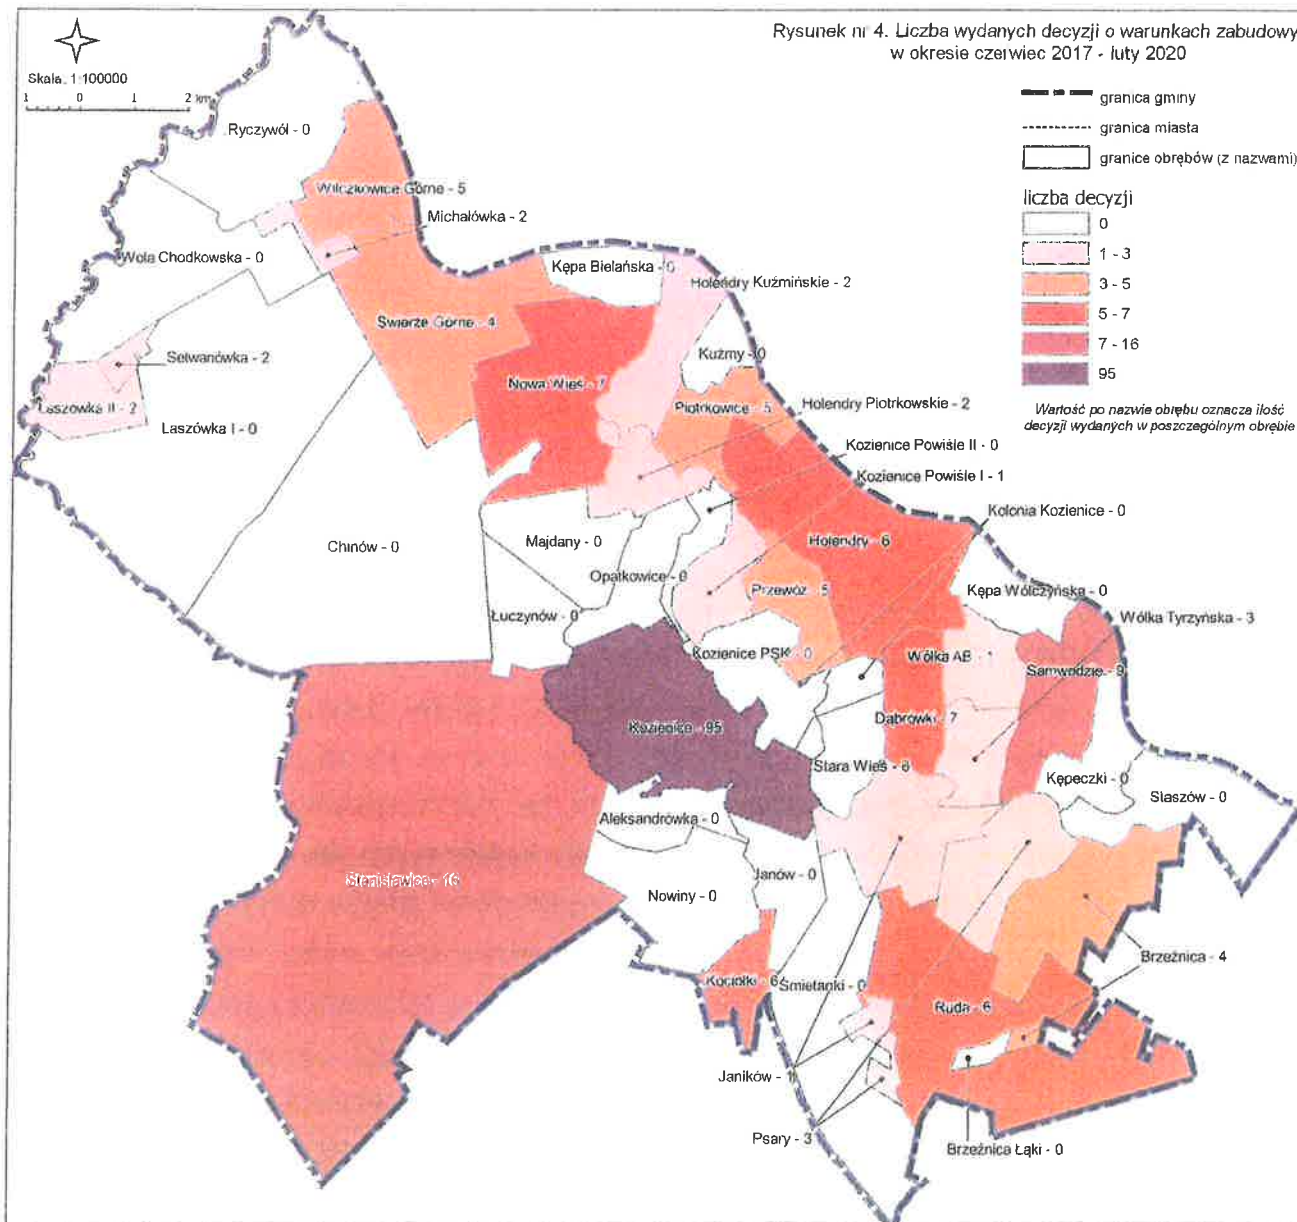 Rysunek nr 4. Liczba wydanych decyzji o warunkach zabudowy
w okresie czerwiec 2017 - luty 2020
Skala 1:100000
1 0 1 2 km
granica gminy
granica miasta
granice obrębów (z nazwami)
liczba decyzji
0
1 - 3
3 - 5
5 - 7
7 - 16
95
Wartość po nazwie obrębu oznacza ilość
decyzji wydanych w poszczególnym obrębie
Ryczywół - 0
Wilczkowice Górne - 5
Michałówka - 2
Wola Chodkowska - 0
Kępa Bielańska - 0
Holendry Kuźmińskie - 2
Świerże Górne - 4
Selwanówka - 2
Kuźmy - 0
Nowa Wieś - 7
Łaszówka II - 2
Piotrkowice - 5
Holendry Piotrkowskie - 2
Łaszówka I - 0
Kozienice Powiśle II - 0
Kozienice Powiśle I - 1
Kolonia Kozienice - 0
Chinów - 0
Majdany - 0
Holendry - 6
Opatkowice - 0
Przewóz - 5
Kępa Wólczyńska - 0
Łuczynów - 0
Wólka Tyrzyńska - 3
Kozienice PSK - 0
Wólka AB - 1
Samwodzie - 9
Kozienice - 95
Dąbrówki - 7
Stara Wieś - 6
Kępeczki - 0
Staszów - 0
Aleksandrówka - 0
Stanisławice - 16
Janów - 0
Nowiny - 0
Brzeźnica - 4
Kociołki - 6
Śmietanki - 0
Ruda - 6
Janików - 1
Psary - 3
Brzeźnica Łąki - 0